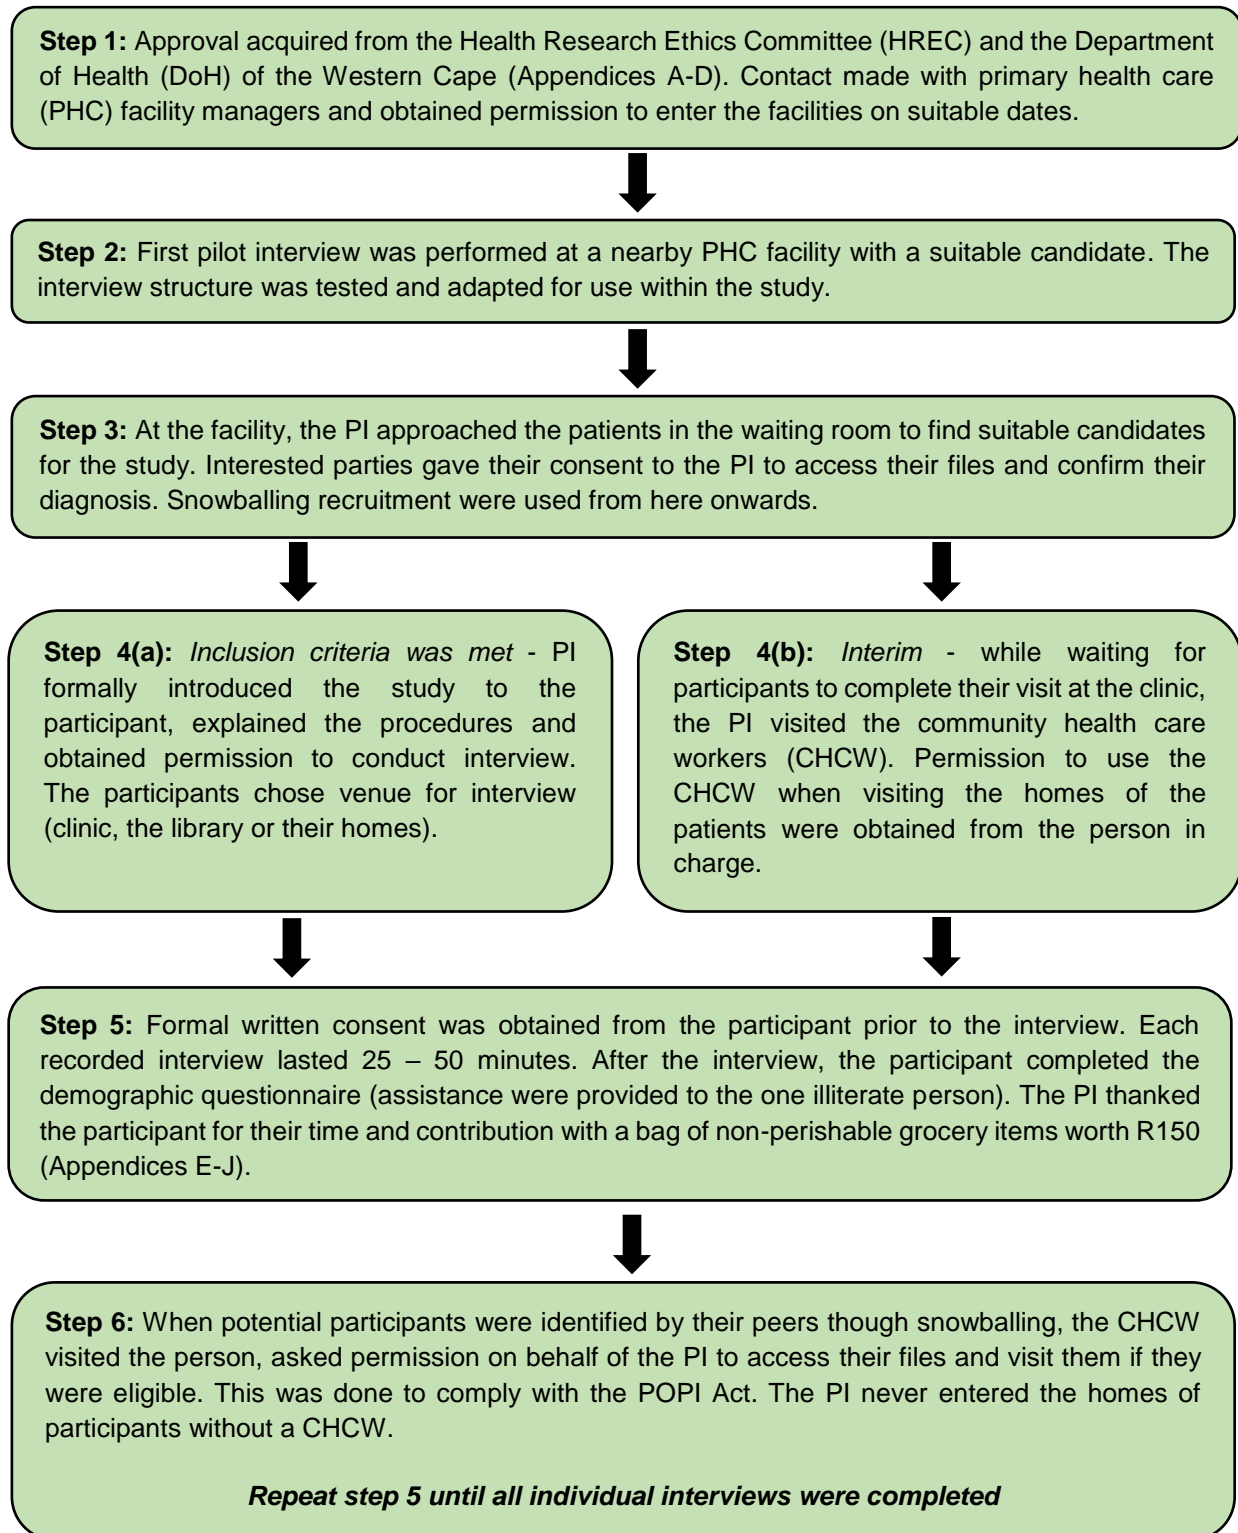 Step 1: Approval acquired from the Health Research Ethics Committee (HREC) and the Department
of Health (DoH) of the Western Cape (Appendices A-D). Contact made with primary health care
(PHC) facility managers and obtained permission to enter the facilities on suitable dates.
Step 2: First pilot interview was performed at a nearby PHC facility with a suitable candidate. The
interview structure was tested and adapted for use within the study.
Step 3: At the facility, the PI approached the patients in the waiting room to find suitable candidates
for the study. Interested parties gave their consent to the PI to access their files and confirm their
diagnosis. Snowballing recruitment were used from here onwards.
Step 4(a): Inclusion criteria was met - PI
formally introduced the study to the
participant, explained the procedures and
obtained permission to conduct interview.
The participants chose venue for interview
(clinic, the library or their homes).
Step 4(b): Interim - while waiting for
participants to complete their visit at the clinic,
the PI visited the community health care
workers (CHCW). Permission to use the
CHCW when visiting the homes of the
patients were obtained from the person in
charge.
Step 5: Formal written consent was obtained from the participant prior to the interview. Each
recorded interview lasted 25 – 50 minutes. After the interview, the participant completed the
demographic questionnaire (assistance were provided to the one illiterate person). The PI thanked
the participant for their time and contribution with a bag of non-perishable grocery items worth R150
(Appendices E-J).
Step 6: When potential participants were identified by their peers though snowballing, the CHCW
visited the person, asked permission on behalf of the PI to access their files and visit them if they
were eligible. This was done to comply with the POPI Act. The PI never entered the homes of
participants without a CHCW.
Repeat step 5 until all individual interviews were completed